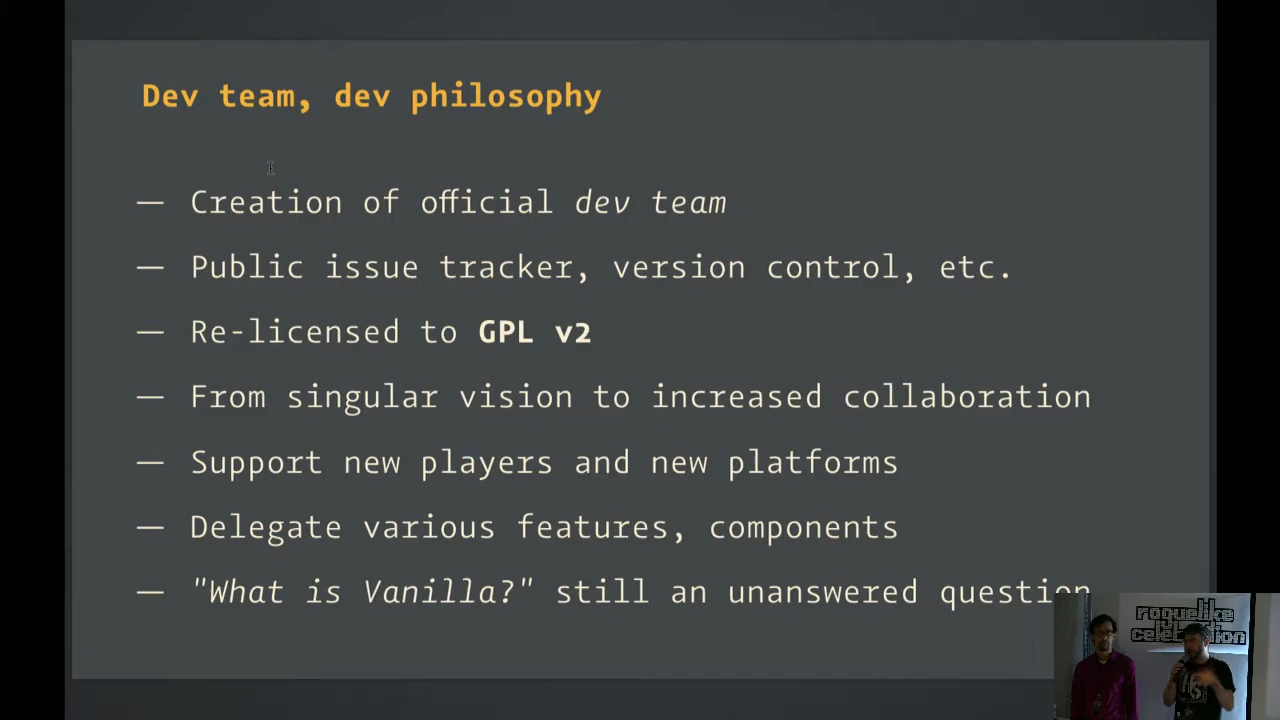 Dev team, dev philosophy
— Creation of official dev team
— Public issue tracker, version control, etc.
— Re-licensed to GPL v2
— From singular vision to increased collaboration
— Support new players and new platforms
— Delegate various features, components
— "What is Vanilla?" still an unanswered question
roguelike
celebration